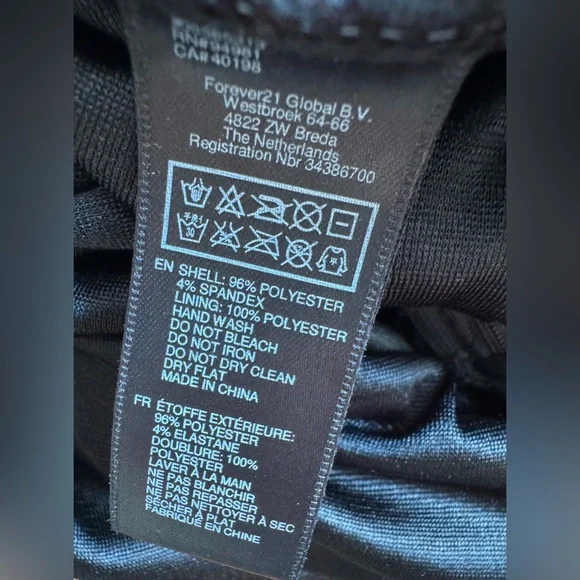 RN#94981
CA# 40198
Forever21 Global B.V.
Westbroek 64-66
4822 ZW Breda
The Netherlands
Registration Nbr 34386700
EN SHELL: 96% POLYESTER
4% SPANDEX
LINING: 100% POLYESTER
HAND WASH
DO NOT BLEACH
DO NOT IRON
DO NOT DRY CLEAN
DRY FLAT
MADE IN CHINA
FR ÉTOFFE EXTÉRIEURE:
96% POLYESTER
4% ELASTANE
DOUBLURE: 100%
POLYESTER
LAVER À LA MAIN
NE PAS BLANCHIR
NE PAS REPASSER
NE PAS NETTOYER À SEC
SÉCHER À PLAT
FABRIQUÉ EN CHINE